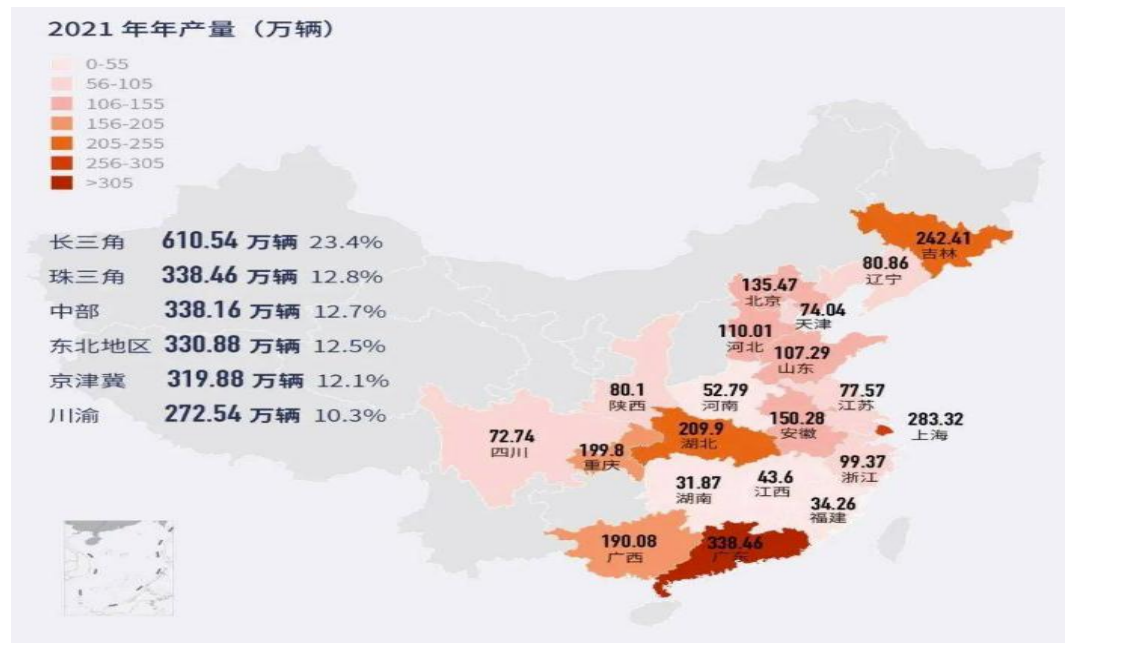 2021 年年产量（万辆）
0-55
56-105
106-155
156-205
205-255
256-305
>305
长三角 610.54 万辆 23.4%
珠三角 338.46 万辆 12.8%
中部 338.16 万辆 12.7%
东北地区 330.88 万辆 12.5%
京津冀 319.88 万辆 12.1%
川渝 272.54 万辆 10.3%
242.41
吉林
80.86
辽宁
135.47
北京
74.04
天津
110.01
河北
107.29
山东
80.1
陕西
52.79
河南
77.57
江苏
72.74
四川
199.8
重庆
209.9
湖北
150.28
安徽
283.32
上海
99.37
浙江
31.87
湖南
43.6
江西
34.26
福建
190.08
广西
338.46
广东